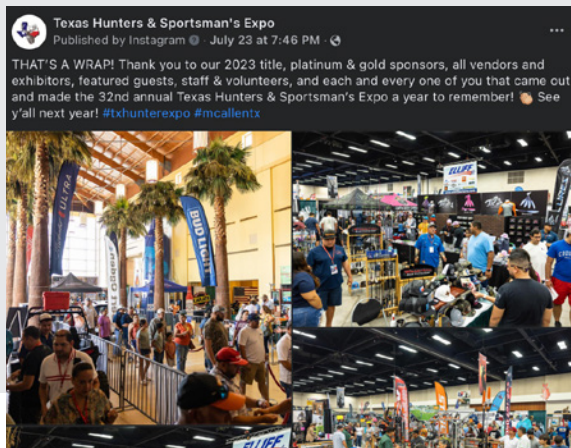 Texas Hunters & Sportsman's Expo
Published by Instagram · July 23 at 7:46 PM ·
THAT'S A WRAP! Thank you to our 2023 title, platinum & gold sponsors, all vendors and
exhibitors, featured guests, staff & volunteers, and each and every one of you that came out
and made the 32nd annual Texas Hunters & Sportsman's Expo a year to remember! 👏🏼 See
y'all next year! #txhunterexpo #mcallentx
ULTRA
BUD LIGHT
ELLIFF
ELLIFF